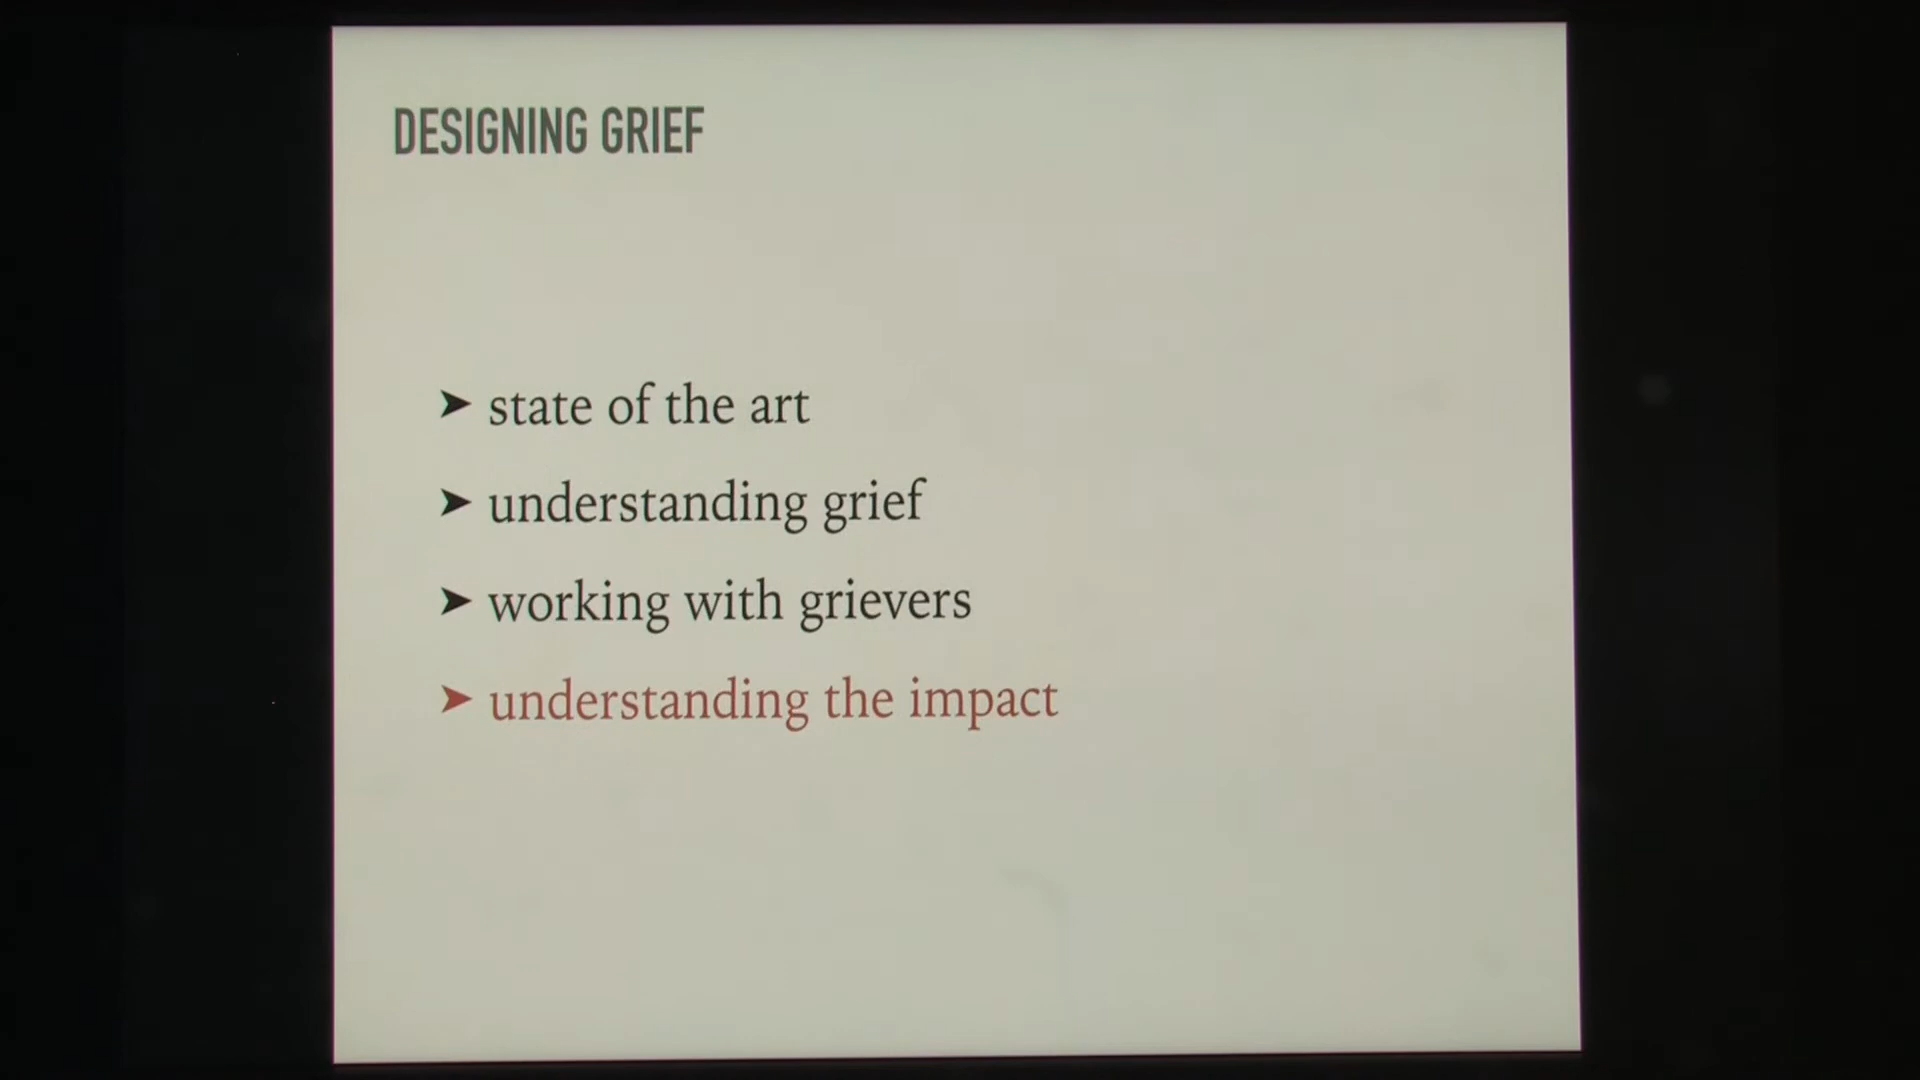 DESIGNING GRIEF
➤ state of the art
➤ understanding grief
➤ working with grievers
➤ understanding the impact